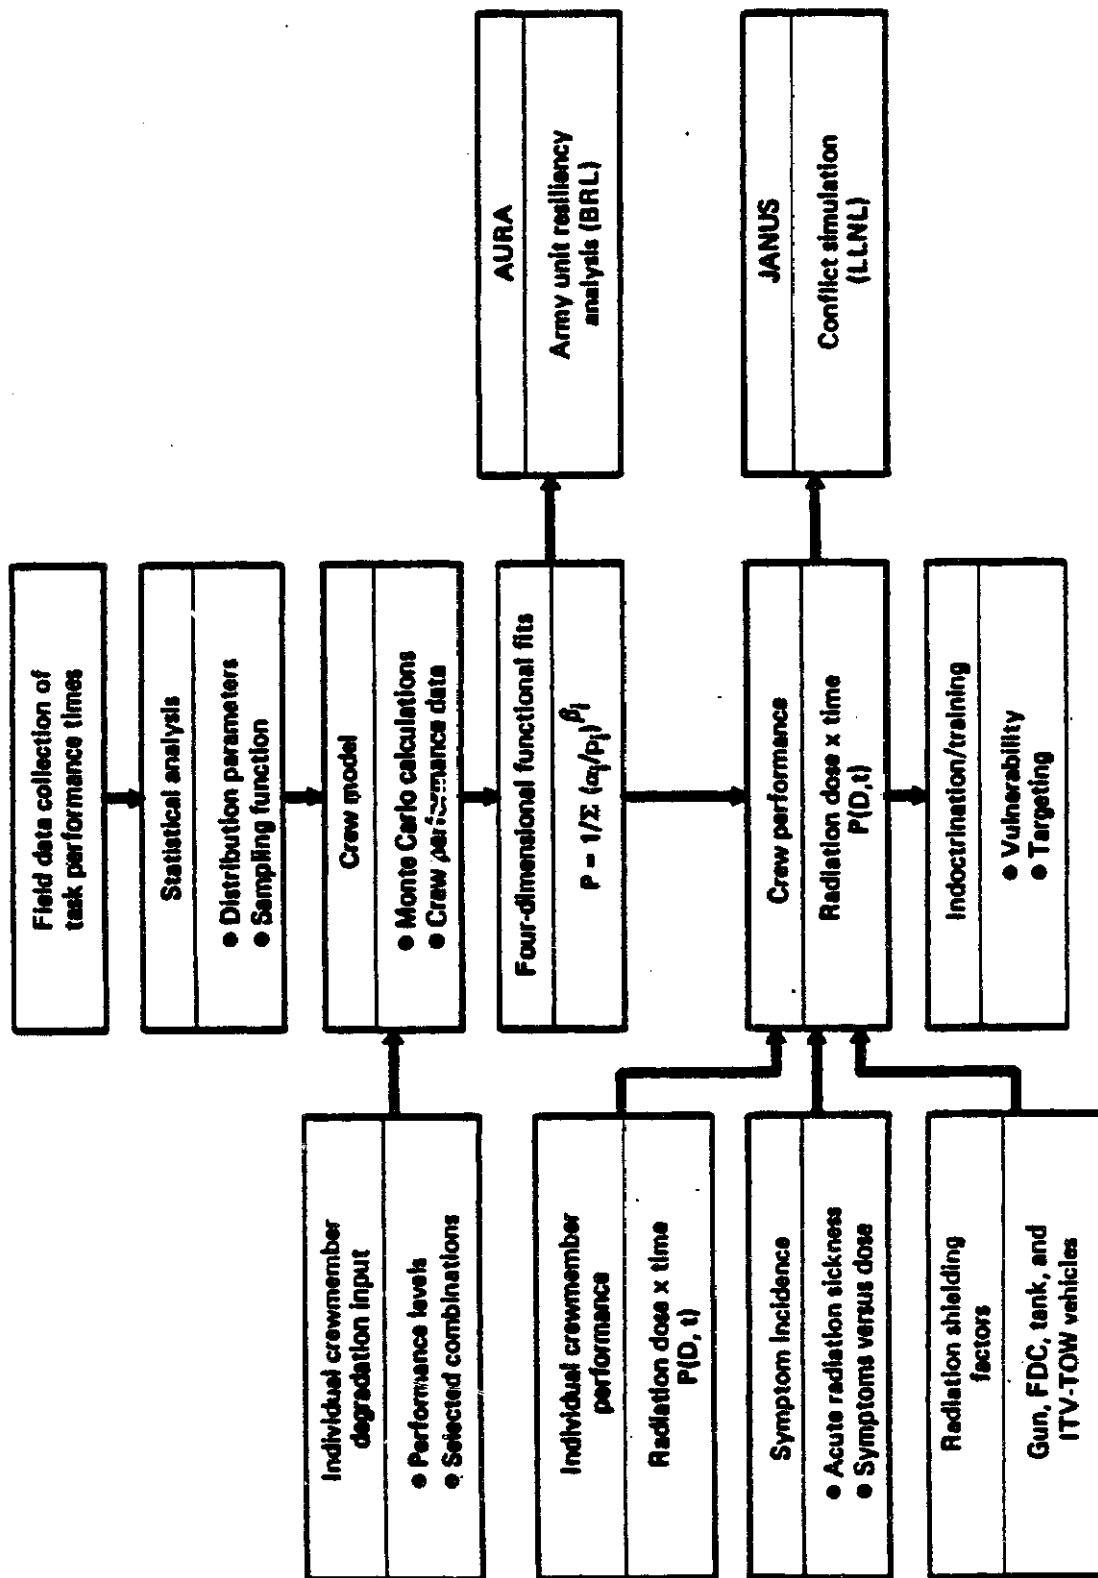 Field data collection of
task performance times
Statistical analysis
● Distribution parameters
● Sampling function
Individual crewmember
degradation input
● Performance levels
● Selected combinations
Crew model
● Monte Carlo calculations
● Crew performance data
Four-dimensional functional fits
P = 1/Σ (αᵢ/pᵢ)^βᵢ
AURA
Army unit resiliency
analysis (BRL)
Individual crewmember
performance
Radiation dose x time
P(D, t)
Symptom incidence
● Acute radiation sickness
● Symptoms versus dose
Radiation shielding
factors
Gun, FDC, tank, and
ITV-TOW vehicles
Crew performance
Radiation dose x time
P(D,t)
JANUS
Conflict simulation
(LLNL)
Indoctrination/training
● Vulnerability
● Targeting